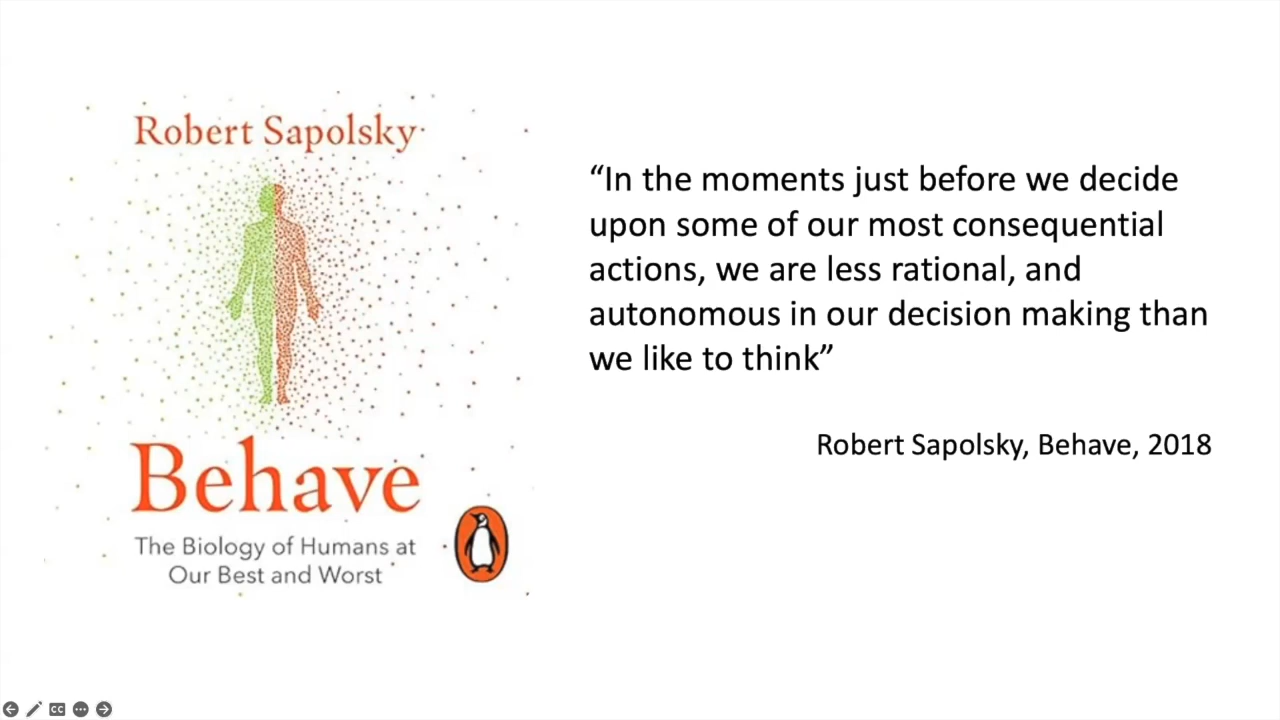 Robert Sapolsky
Behave
The Biology of Humans at
Our Best and Worst
“In the moments just before we decide
upon some of our most consequential
actions, we are less rational, and
autonomous in our decision making than
we like to think”
Robert Sapolsky, Behave, 2018
CC